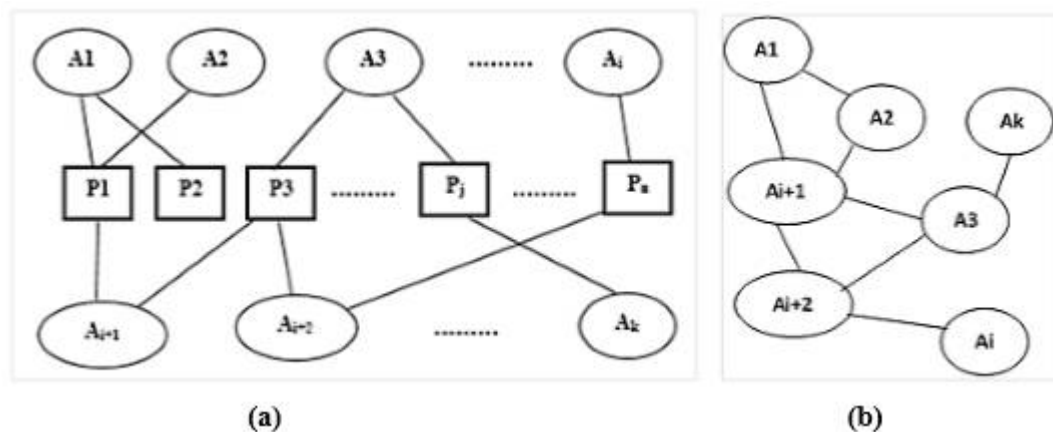 A1 A2 A3 ......... Ai
P1 P2 P3 ......... Pj ......... Pn
Ai+1 Ai+2 ......... Ak
(a)
A1
A2
Ak
Ai+1
A3
Ai+2
Ai
(b)